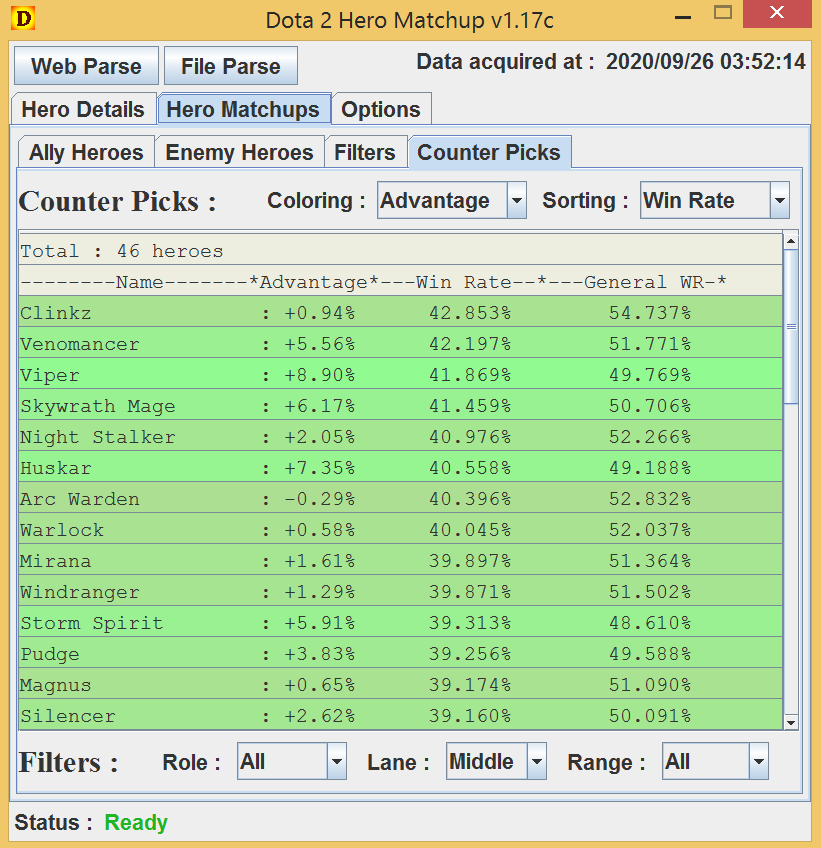 D Dota 2 Hero Matchup v1.17c
Web Parse File Parse Data acquired at : 2020/09/26 03:52:14
Hero Details Hero Matchups Options
Ally Heroes Enemy Heroes Filters Counter Picks
Counter Picks : Coloring : Advantage Sorting : Win Rate
Total : 46 heroes
--------Name-------*Advantage*---Win Rate--*---General WR-*
Clinkz : +0.94% 42.853% 54.737%
Venomancer : +5.56% 42.197% 51.771%
Viper : +8.90% 41.869% 49.769%
Skywrath Mage : +6.17% 41.459% 50.706%
Night Stalker : +2.05% 40.976% 52.266%
Huskar : +7.35% 40.558% 49.188%
Arc Warden : -0.29% 40.396% 52.832%
Warlock : +0.58% 40.045% 52.037%
Mirana : +1.61% 39.897% 51.364%
Windranger : +1.29% 39.871% 51.502%
Storm Spirit : +5.91% 39.313% 48.610%
Pudge : +3.83% 39.256% 49.588%
Magnus : +0.65% 39.174% 51.090%
Silencer : +2.62% 39.160% 50.091%
Filters : Role : All Lane : Middle Range : All
Status : Ready